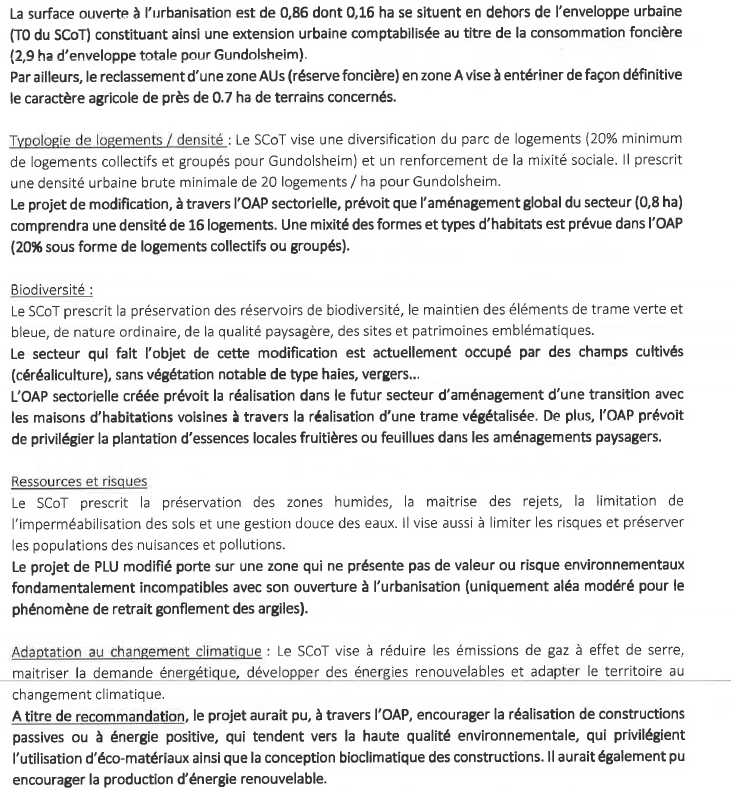 La surface ouverte à l'urbanisation est de 0,86 dont 0,16 ha se situent en dehors de l'enveloppe urbaine
(T0 du SCoT) constituant ainsi une extension urbaine comptabilisée au titre de la consommation foncière
(2,9 ha d'enveloppe totale pour Gundolsheim).
Par ailleurs, le reclassement d'une zone AUs (réserve foncière) en zone A vise à entériner de façon définitive
le caractère agricole de près de 0.7 ha de terrains concernés.
Typologie de logements / densité : Le SCoT vise une diversification du parc de logements (20% minimum
de logements collectifs et groupés pour Gundolsheim) et un renforcement de la mixité sociale. Il prescrit
une densité urbaine brute minimale de 20 logements / ha pour Gundolsheim.
Le projet de modification, à travers l'OAP sectorielle, prévoit que l'aménagement global du secteur (0,8 ha)
comprendra une densité de 16 logements. Une mixité des formes et types d'habitats est prévue dans l'OAP
(20% sous forme de logements collectifs ou groupés).
Biodiversité :
Le SCoT prescrit la préservation des réservoirs de biodiversité, le maintien des éléments de trame verte et
bleue, de nature ordinaire, de la qualité paysagère, des sites et patrimoines emblématiques.
Le secteur qui fait l'objet de cette modification est actuellement occupé par des champs cultivés
(céréaliculture), sans végétation notable de type haies, vergers...
L'OAP sectorielle créée prévoit la réalisation dans le futur secteur d'aménagement d'une transition avec
les maisons d'habitations voisines à travers la réalisation d'une trame végétalisée. De plus, l'OAP prévoit
de privilégier la plantation d'essences locales fruitières ou feuillues dans les aménagements paysagers.
Ressources et risques
Le SCoT prescrit la préservation des zones humides, la maitrise des rejets, la limitation de
l'imperméabilisation des sols et une gestion douce des eaux. Il vise aussi à limiter les risques et préserver
les populations des nuisances et pollutions.
Le projet de PLU modifié porte sur une zone qui ne présente pas de valeur ou risque environnementaux
fondamentalement incompatibles avec son ouverture à l'urbanisation (uniquement aléa modéré pour le
phénomène de retrait gonflement des argiles).
Adaptation au changement climatique : Le SCoT vise à réduire les émissions de gaz à effet de serre,
maitriser la demande énergétique, développer des énergies renouvelables et adapter le territoire au
changement climatique.
A titre de recommandation, le projet aurait pu, à travers l'OAP, encourager la réalisation de constructions
passives ou à énergie positive, qui tendent vers la haute qualité environnementale, qui privilégient
l'utilisation d'éco-matériaux ainsi que la conception bioclimatique des constructions. Il aurait également pu
encourager la production d'énergie renouvelable.